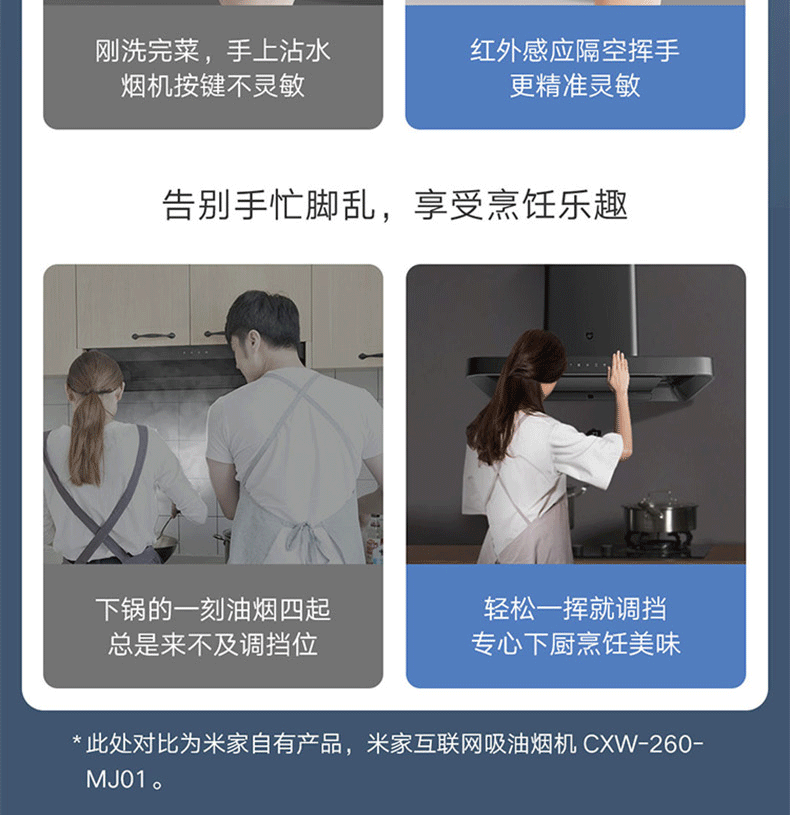 刚洗完菜，手上沾水
烟机按键不灵敏
红外感应隔空挥手
更精准灵敏
告别手忙脚乱，享受烹饪乐趣
下锅的一刻油烟四起
总是来不及调挡位
轻松一挥就调挡
专心下厨烹饪美味
*此处对比为米家自有产品，米家互联网吸油烟机 CXW-260-
MJ01。